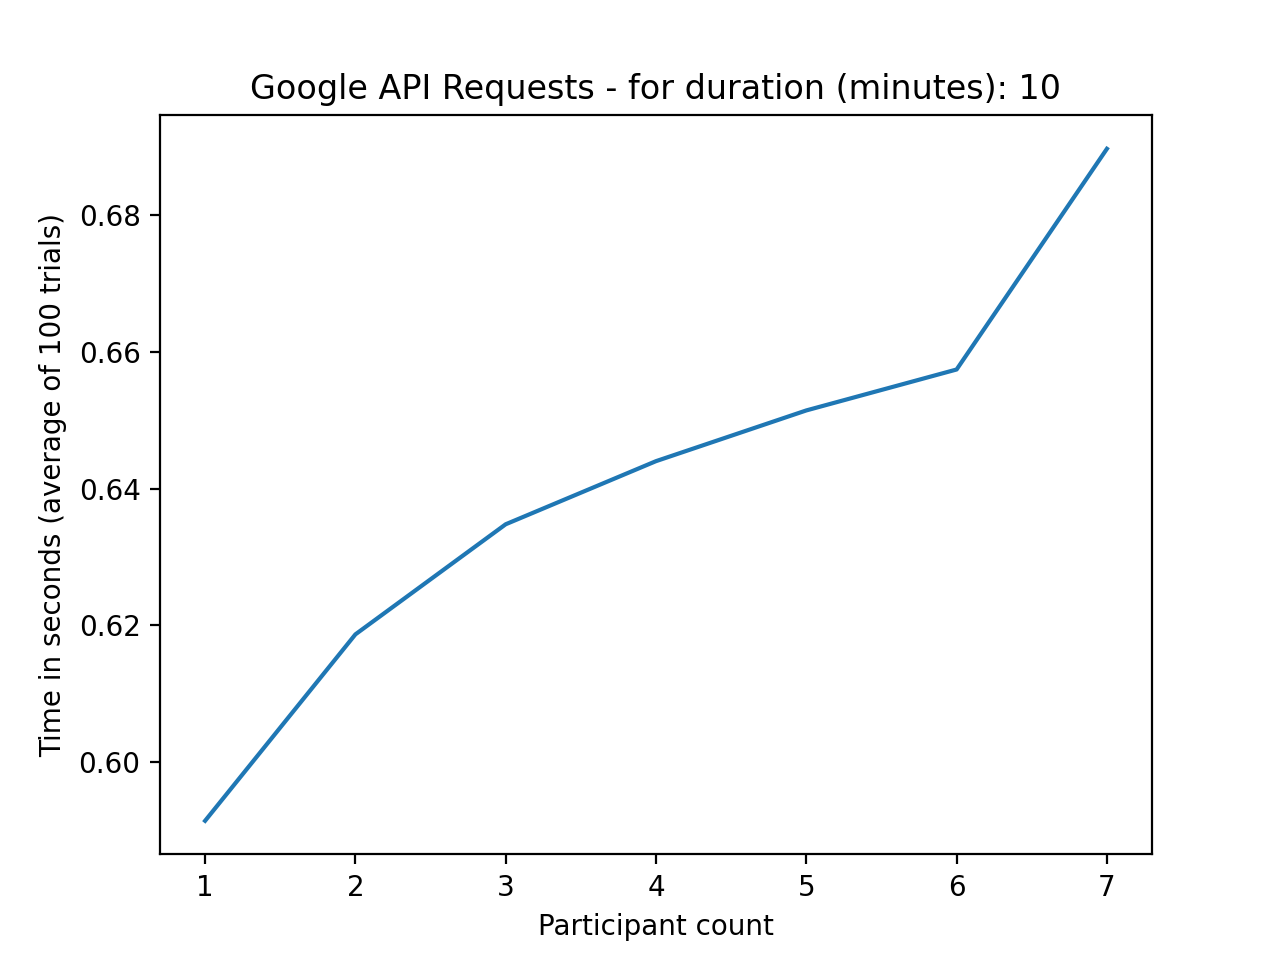 Google API Requests - for duration (minutes): 10
Time in seconds (average of 100 trials)
0.68
0.66
0.64
0.62
0.60
1 2 3 4 5 6 7
Participant count